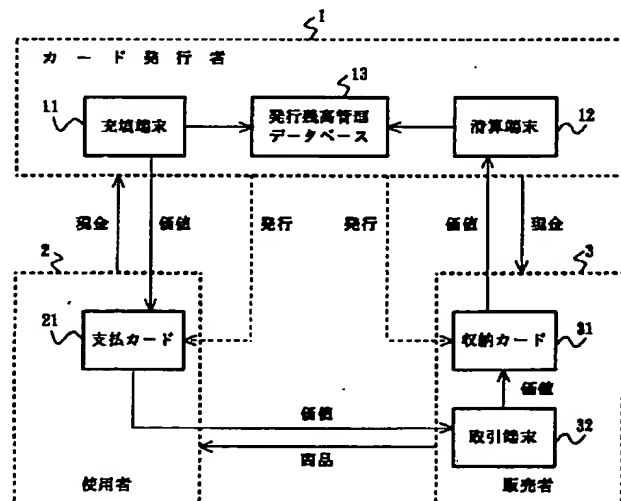 1
カード発行者
13
11
充填端末
発行残高管理
データベース
清算端末
12
現金
価値
発行
発行
価値
現金
2
3
21
支払カード
収納カード
31
価値
価値
取引端末
32
商品
使用者
販売者